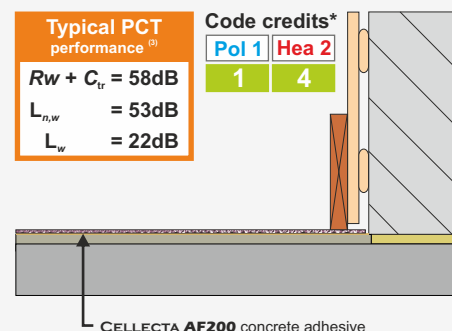 Typical PCT
performance (3)
Rw + Ctr = 58dB
Ln,w = 53dB
Lw = 22dB
Code credits*
Pol 1 Hea 2
1 4
CELLECTA AF200 concrete adhesive